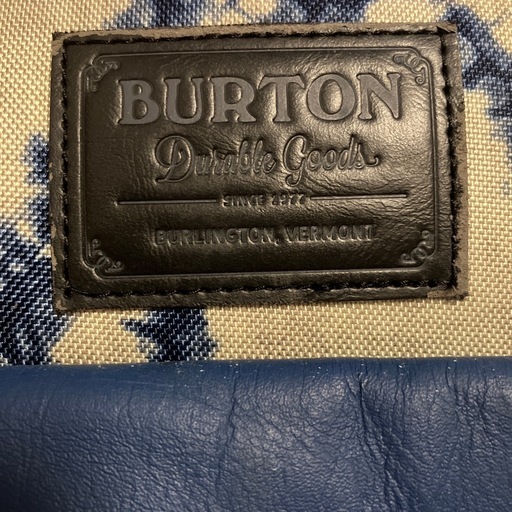 BURTON
Durable Goods
SINCE 1977
BURLINGTON, VERMONT